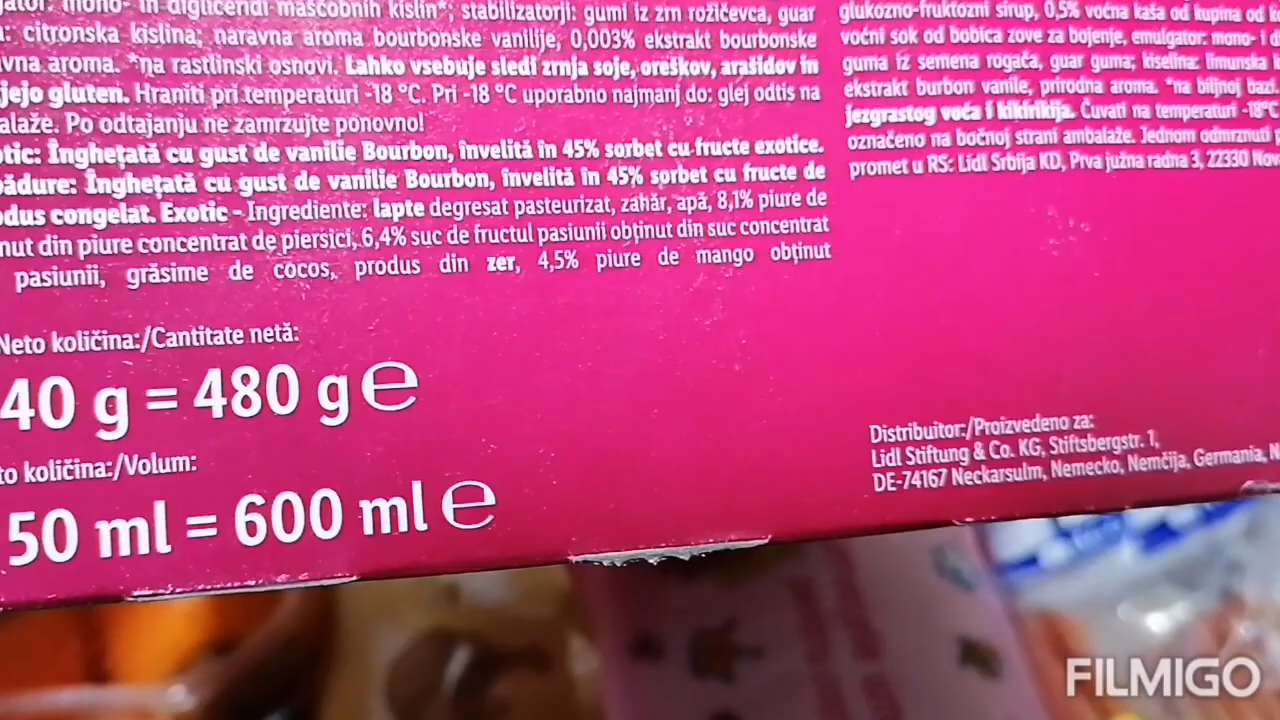 mono- in digliceridi maščobnih kislin*; stabilizatorji: gumi iz zrn rožičevca, guar
citronska kislina; naravna aroma bourbonske vanilije, 0,003% ekstrakt bourbonske
aroma. *na rastlinski osnovi. Lahko vsebuje sledi zrnja soje, oreškov, arašidov in
gluten. Hraniti pri temperaturi -18 °C. Pri -18 °C uporabno najmanj do: glej odtis na
Po odtajanju ne zamrzujte ponovno!
Înghețată cu gust de vanilie Bourbon, învelită în 45% sorbet cu fructe exotice.
Înghețată cu gust de vanilie Bourbon, învelită în 45% sorbet cu fructe de
congelat. Exotic - Ingrediente: lapte degresat pasteurizat, zahăr, apă, 8,1% piure de
din piure concentrat de piersici, 6,4% suc de fructul pasiunii obținut din suc concentrat
pasiunii, grăsime de cocos, produs din zer, 4,5% piure de mango obținut
Neto količina:/Cantitate netă:
40 g = 480 g e
količina:/Volum:
50 ml = 600 ml e
glukozno-fruktozni sirup, 0,5% voćna kaša od kupina od
voćni sok od bobica zove za bojenje, emulgator: mono- i
guma iz semena rogača, guar guma; kiselina: limunska
ekstrakt burbon vanile, prirodna aroma. *na biljnoj bazi.
jezgrastog voća i kikirikija. Čuvati na temperaturi -18°C.
označeno na bočnoj strani ambalaže. Jednom odmrznuti
promet u RS: Lidl Srbija KD, Prva južna radna 3, 22330
Distribuitor:/Proizvedeno za:
Lidl Stiftung & Co. KG, Stiftsbergstr. 1,
DE-74167 Neckarsulm, Nemecko, Nemčija, Germania,
FILMIGO